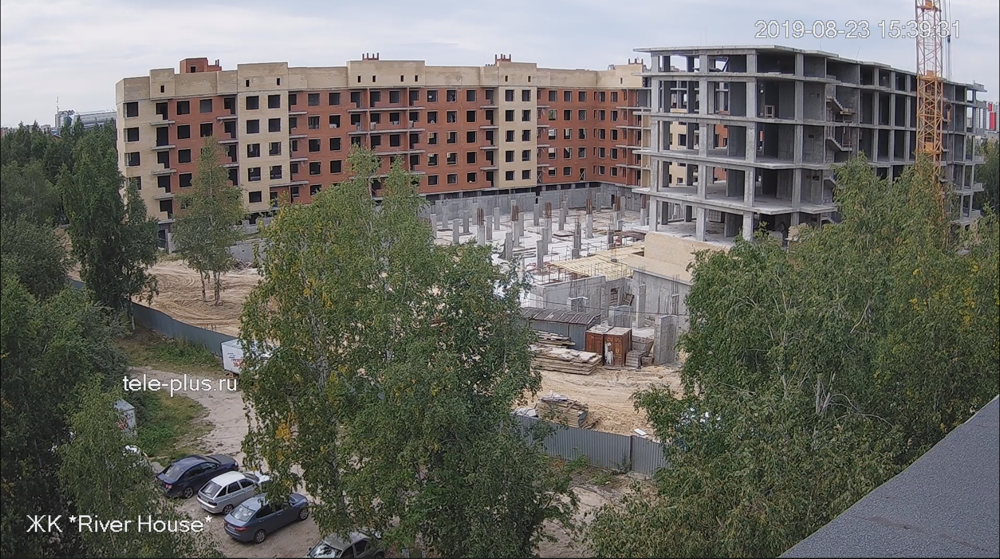 2019-08-23 15:39:31
tele-plus.ru
ЖК *River House*